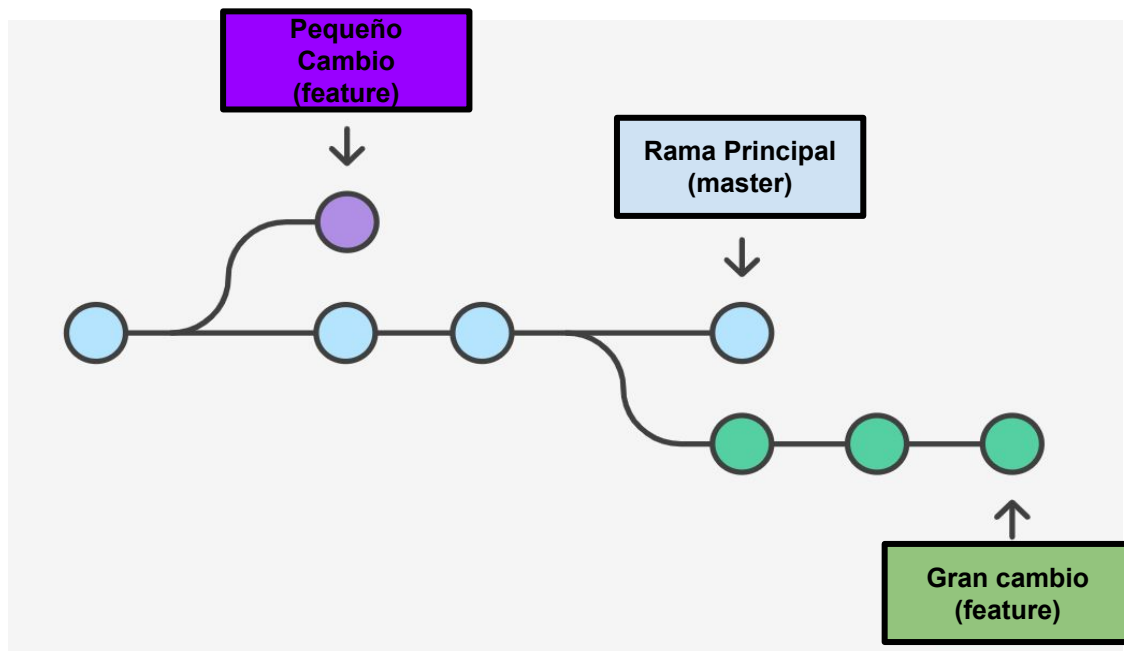 Pequeño
Cambio
(feature)
Rama Principal
(master)
Gran cambio
(feature)